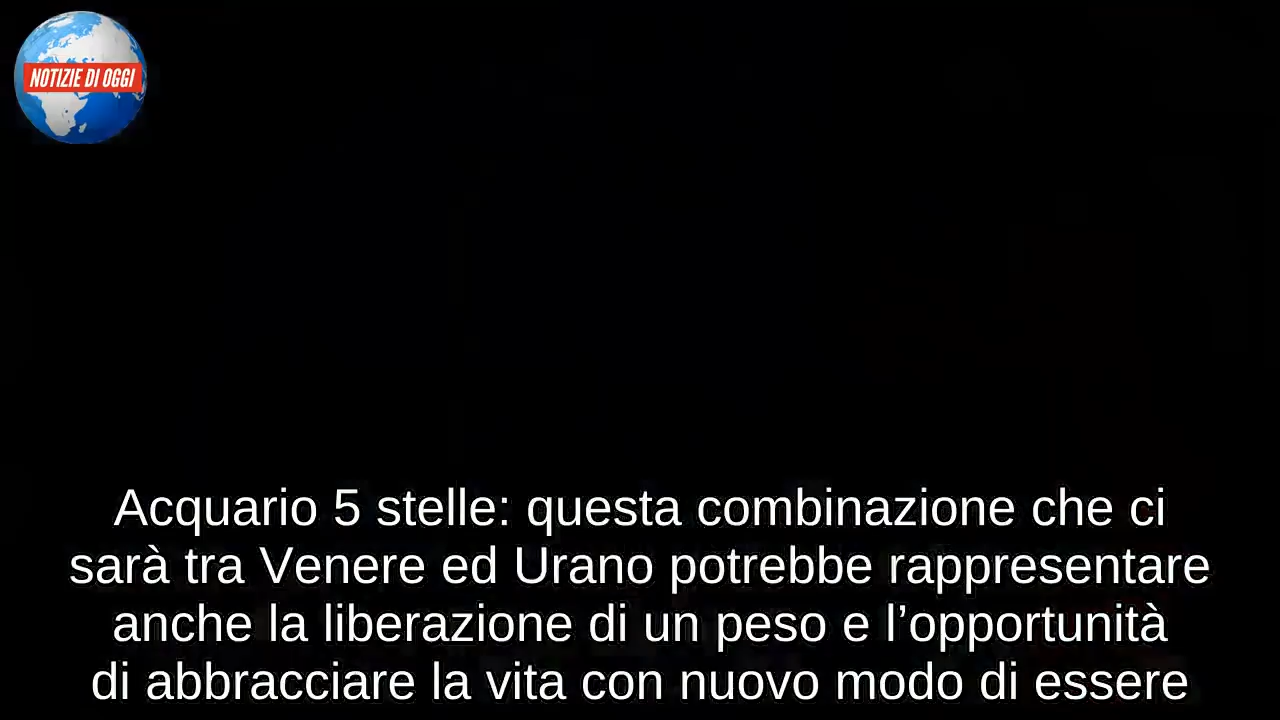 NOTIZIE DI OGGI
Acquario 5 stelle: questa combinazione che ci
sarà tra Venere ed Urano potrebbe rappresentare
anche la liberazione di un peso e l’opportunità
di abbracciare la vita con nuovo modo di essere